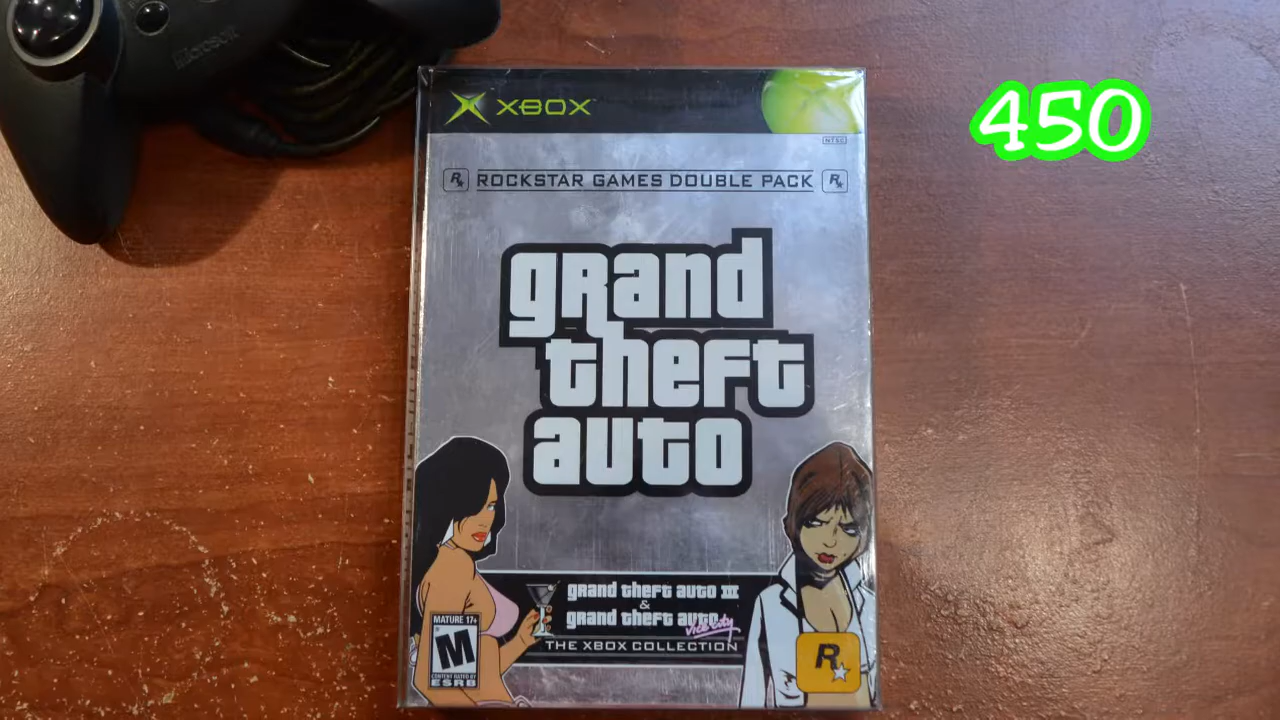 Microsoft
XBOX
450
NTSC
R ROCKSTAR GAMES DOUBLE PACK R
grand
theft
auto
grand theft auto III
&
grand theft auto
Vice City
THE XBOX COLLECTION
MATURE 17+
M
CONTENT RATED BY
ESRB
R